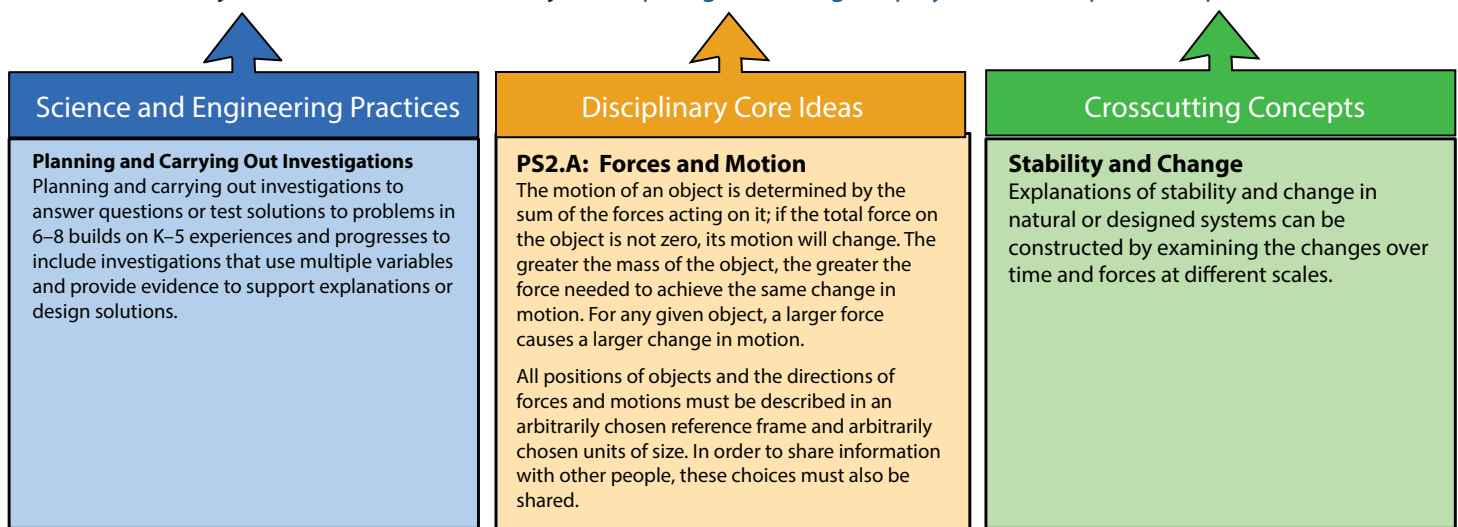 Science and Engineering Practices
Planning and Carrying Out Investigations
Planning and carrying out investigations to
answer questions or test solutions to problems in
6–8 builds on K–5 experiences and progresses to
include investigations that use multiple variables
and provide evidence to support explanations or
design solutions.
Disciplinary Core Ideas
PS2.A: Forces and Motion
The motion of an object is determined by the
sum of the forces acting on it; if the total force on
the object is not zero, its motion will change. The
greater the mass of the object, the greater the
force needed to achieve the same change in
motion. For any given object, a larger force
causes a larger change in motion.
All positions of objects and the directions of
forces and motions must be described in an
arbitrarily chosen reference frame and arbitrarily
chosen units of size. In order to share information
with other people, these choices must also be
shared.
Crosscutting Concepts
Stability and Change
Explanations of stability and change in
natural or designed systems can be
constructed by examining the changes over
time and forces at different scales.